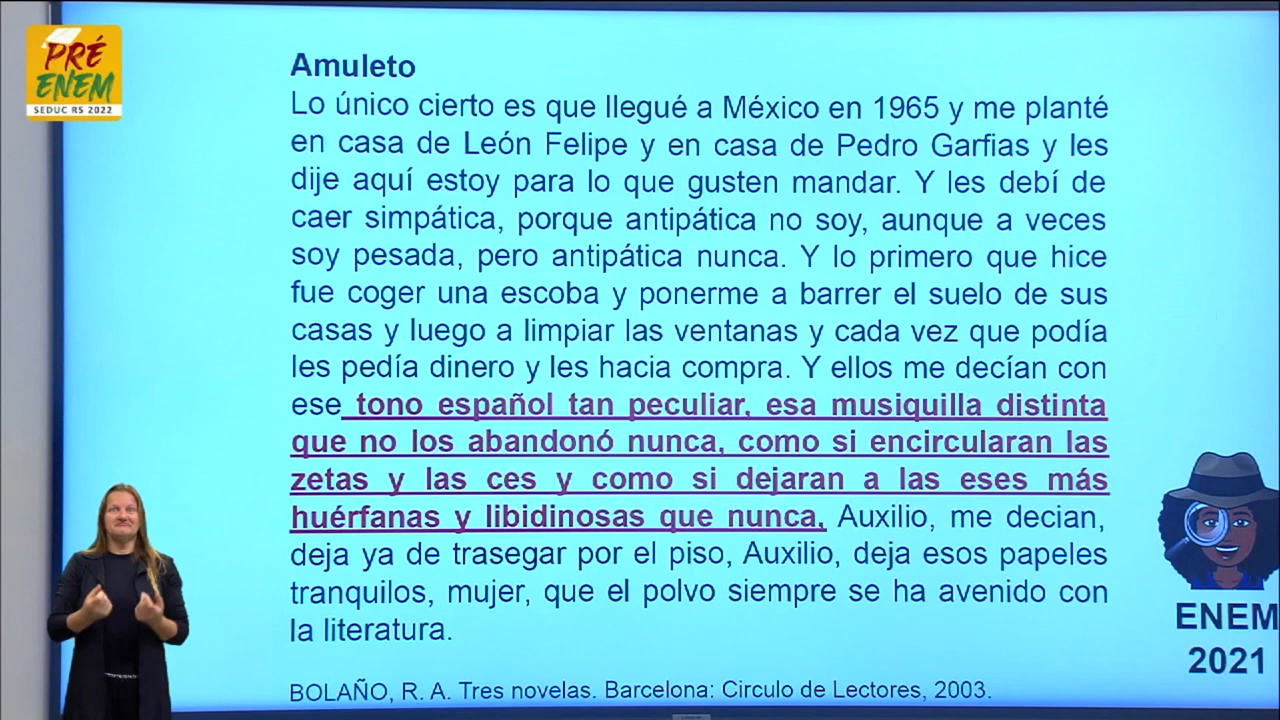 PRÉ
ENEM
SEDUC RS 2022
Amuleto
Lo único cierto es que llegué a México en 1965 y me planté
en casa de León Felipe y en casa de Pedro Garfias y les
dije aquí estoy para lo que gusten mandar. Y les debí de
caer simpática, porque antipática no soy, aunque a veces
soy pesada, pero antipática nunca. Y lo primero que hice
fue coger una escoba y ponerme a barrer el suelo de sus
casas y luego a limpiar las ventanas y cada vez que podía
les pedía dinero y les hacia compra. Y ellos me decían con
ese tono español tan peculiar, esa musiquilla distinta
que no los abandonó nunca, como si encircularan las
zetas y las ces y como si dejaran a las eses más
huérfanas y libidinosas que nunca, Auxilio, me decian,
deja ya de trasegar por el piso, Auxilio, deja esos papeles
tranquilos, mujer, que el polvo siempre se ha avenido con
la literatura.
BOLAÑO, R. A. Tres novelas. Barcelona: Circulo de Lectores, 2003.
ENEM
2021